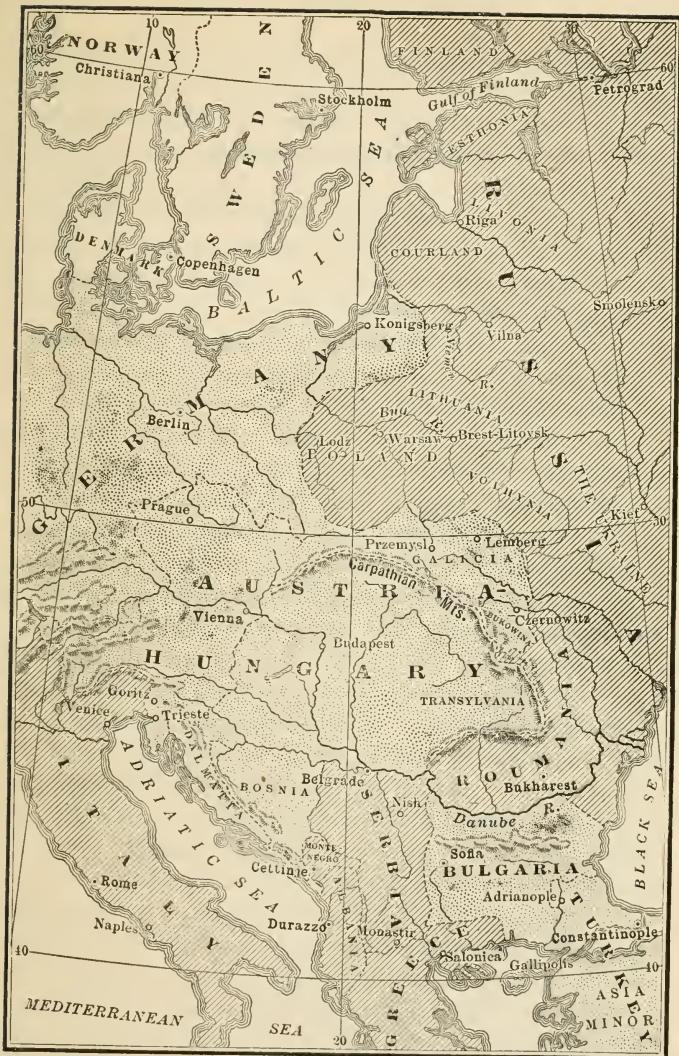 10
20
30
60
NORWAY
SWEDEN
FINLAND
60
Christiana
Stockholm
Gulf of Finland
Petrograd
ESTHONIA
BALTIC SEA
LIVONIA
Riga
RUSSIA
DENMARK
Copenhagen
COURLAND
Smolensk
Konigsberg
Vilna
GERMANY
R.
LITHUANIA
Berlin
Bug R.
Lodz
Warsaw
Brest-Litovsk
POLAND
VOLHYNIA
THE UKRAINE
50
Prague
Kief
50
Przemysl
Lemberg
GALICIA
AUSTRIA-
Carpathian Mts.
Vienna
Czernowitz
BUKOWINA
Budapest
HUNGARY
TRANSYLVANIA
Goritz
Venice
Trieste
ROUMANIA
DALMATIA
BOSNIA
Belgrade
Bukharest
ITALY
ADRIATIC SEA
SERBIA
Nish
Danube R.
BLACK SEA
MONTE
NEGRO
Sofia
BULGARIA
Cettinje
Rome
ALBANIA
Adrianople
TURKEY
Naples
Durazzo
Monastir
Constantinople
40
GREECE
Salonica
Gallipolis
40
MEDITERRANEAN
SEA
20
ASIA
MINOR